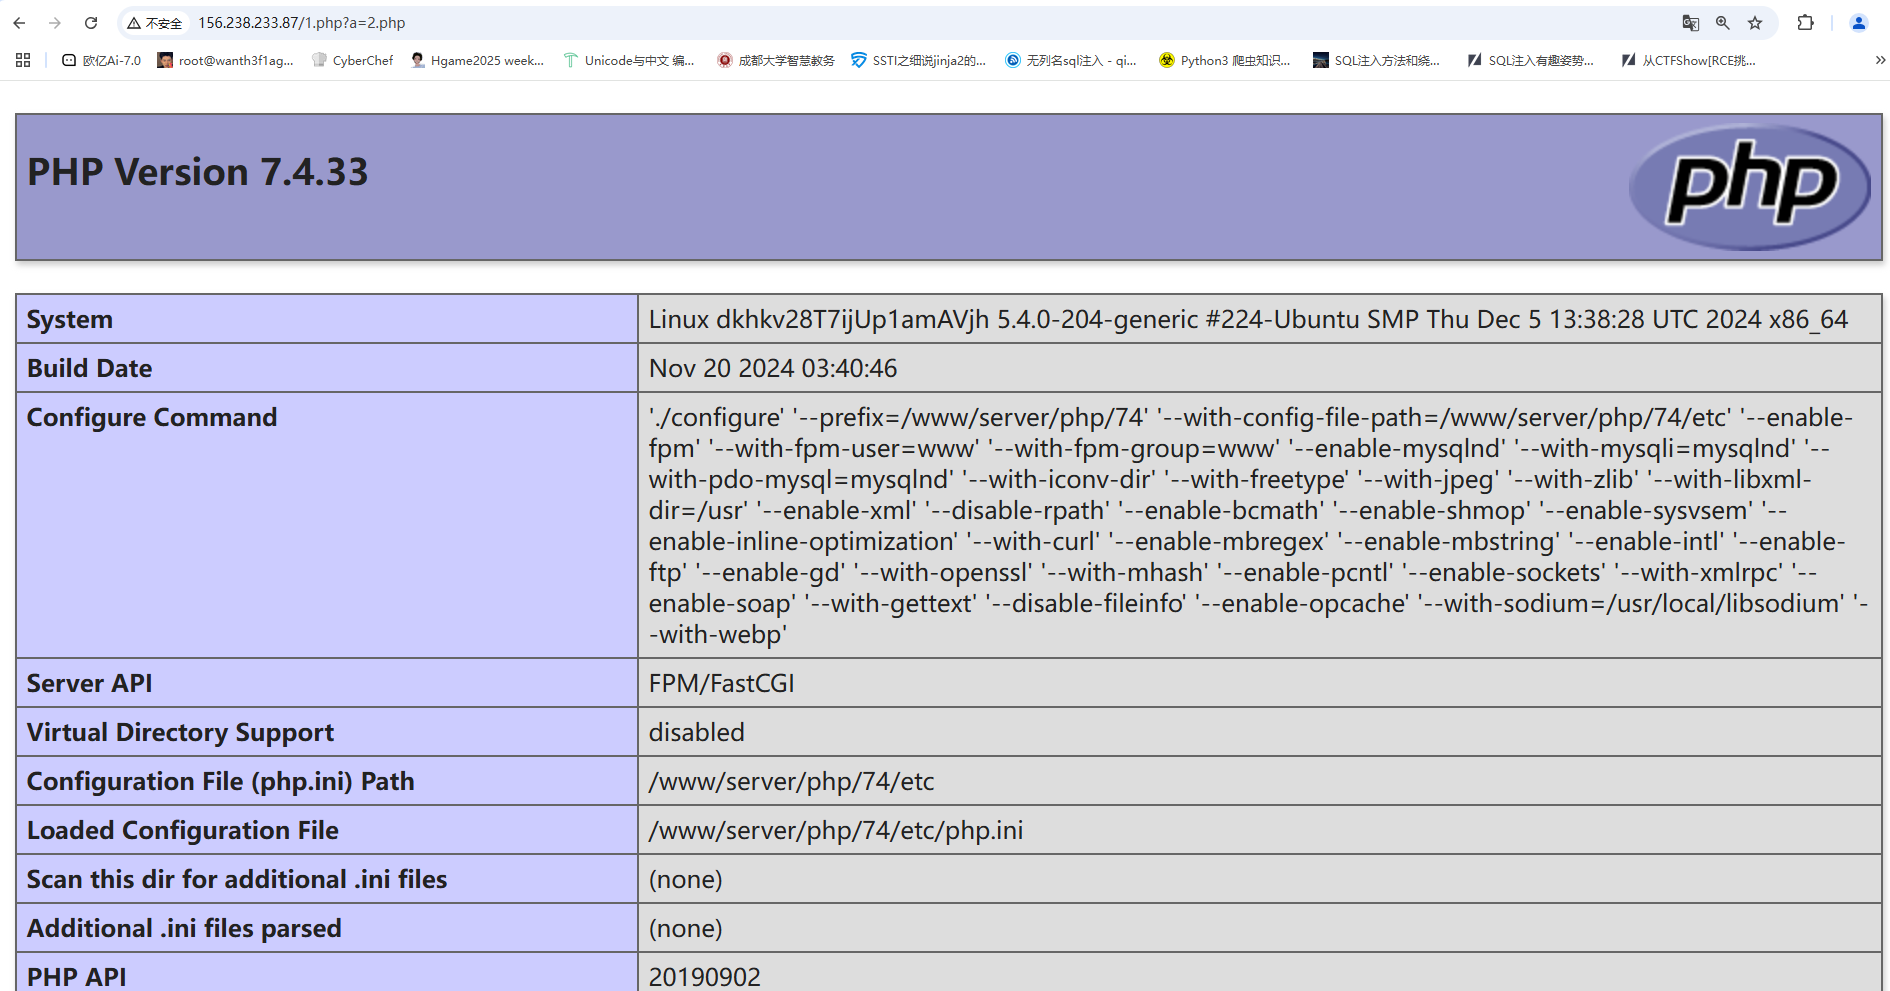 不安全 156.238.233.87/1.php?a=2.php
欧亿Ai-7.0 root@wanth3f1ag... CyberChef Hgame2025 week... Unicode与中文 编... 成都大学智慧教务 SSTI之细说jinja2的... 无列名sql注入 - qi... Python3 爬虫知识... SQL注入方法和绕... SQL注入有趣姿势... 从CTFShow[RCE挑...
PHP Version 7.4.33
php
System Linux dkhkv28T7ijUp1amAVjh 5.4.0-204-generic #224-Ubuntu SMP Thu Dec 5 13:38:28 UTC 2024 x86_64
Build Date Nov 20 2024 03:40:46
Configure Command './configure' '--prefix=/www/server/php/74' '--with-config-file-path=/www/server/php/74/etc' '--enable-
fpm' '--with-fpm-user=www' '--with-fpm-group=www' '--enable-mysqlnd' '--with-mysqli=mysqlnd' '--
with-pdo-mysql=mysqlnd' '--with-iconv-dir' '--with-freetype' '--with-jpeg' '--with-zlib' '--with-libxml-
dir=/usr' '--enable-xml' '--disable-rpath' '--enable-bcmath' '--enable-shmop' '--enable-sysvsem' '--
enable-inline-optimization' '--with-curl' '--enable-mbregex' '--enable-mbstring' '--enable-intl' '--enable-
ftp' '--enable-gd' '--with-openssl' '--with-mhash' '--enable-pcntl' '--enable-sockets' '--with-xmlrpc' '--
enable-soap' '--with-gettext' '--disable-fileinfo' '--enable-opcache' '--with-sodium=/usr/local/libsodium' '-
-with-webp'
Server API FPM/FastCGI
Virtual Directory Support disabled
Configuration File (php.ini) Path /www/server/php/74/etc
Loaded Configuration File /www/server/php/74/etc/php.ini
Scan this dir for additional .ini files (none)
Additional .ini files parsed (none)
PHP API 20190902